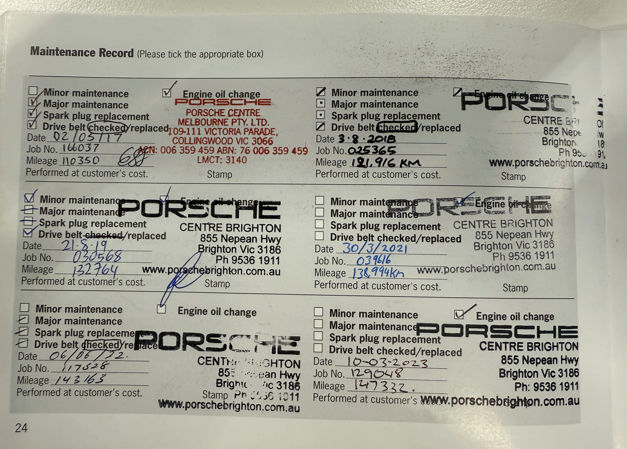 Maintenance Record (Please tick the appropriate box)
Minor maintenance Engine oil change
Major maintenance
Spark plug replacement
Drive belt checked/replaced
Date 02/05/17
Job No. 166037
Mileage 110350
Performed at customer's cost. Stamp
PORSCHE
PORSCHE CENTRE
MELBOURNE PTY. LTD.
109-111 VICTORIA PARADE,
COLLINGWOOD VIC 3066
ACN: 006 359 459 ABN: 76 006 359 459
LMCT: 3140
Minor maintenance
Major maintenance
Spark plug replacement
Drive belt checked/replaced
Date 3.8.2018
Job No. 025365
Mileage 121,916 KM
Performed at customer's cost. Stamp
PORSCHE
CENTRE
855
Brighton
www.porschebrighton.com.au
Minor maintenance
Major maintenance
Spark plug replacement
Drive belt checked/replaced
Date 21.8.19
Job No. 030568
Mileage 132764
Performed at customer's cost. Stamp
PORSCHE
CENTRE BRIGHTON
855 Nepean Hwy
Brighton Vic 3186
Ph 9536 1911
www.porschebrighton.com.au
Minor maintenance Engine oil change
Major maintenance
Spark plug replacement
Drive belt checked/replaced
Date 30/3/2021
Job No. 039616
Mileage 138,994km
Performed at customer's cost. Stamp
PORSCHE
CENTRE BRIGHTON
855 Nepean Hwy
Brighton Vic 3186
Ph 9536 1911
www.porschebrighton.com.au
Minor maintenance Engine oil change
Major maintenance
Spark plug replacement
Drive belt checked/replaced
Date 06/06/22.
Job No. 117528
Mileage 143163
Performed at customer's cost. Stamp
PORSCHE
BRIGHTON
Hwy
Vic 3186
www.porschebrighton.com.au
Minor maintenance Engine oil change
Major maintenance
Spark plug replacement
Drive belt checked/replaced
Date 10-03-2023
Job No. 129048
Mileage 147332.
Performed at customer's
PORSCHE
CENTRE BRIGHTON
855 Nepean Hwy
Brighton Vic 3186
Ph: 9536 1911
www.porschebrighton.com.au
24